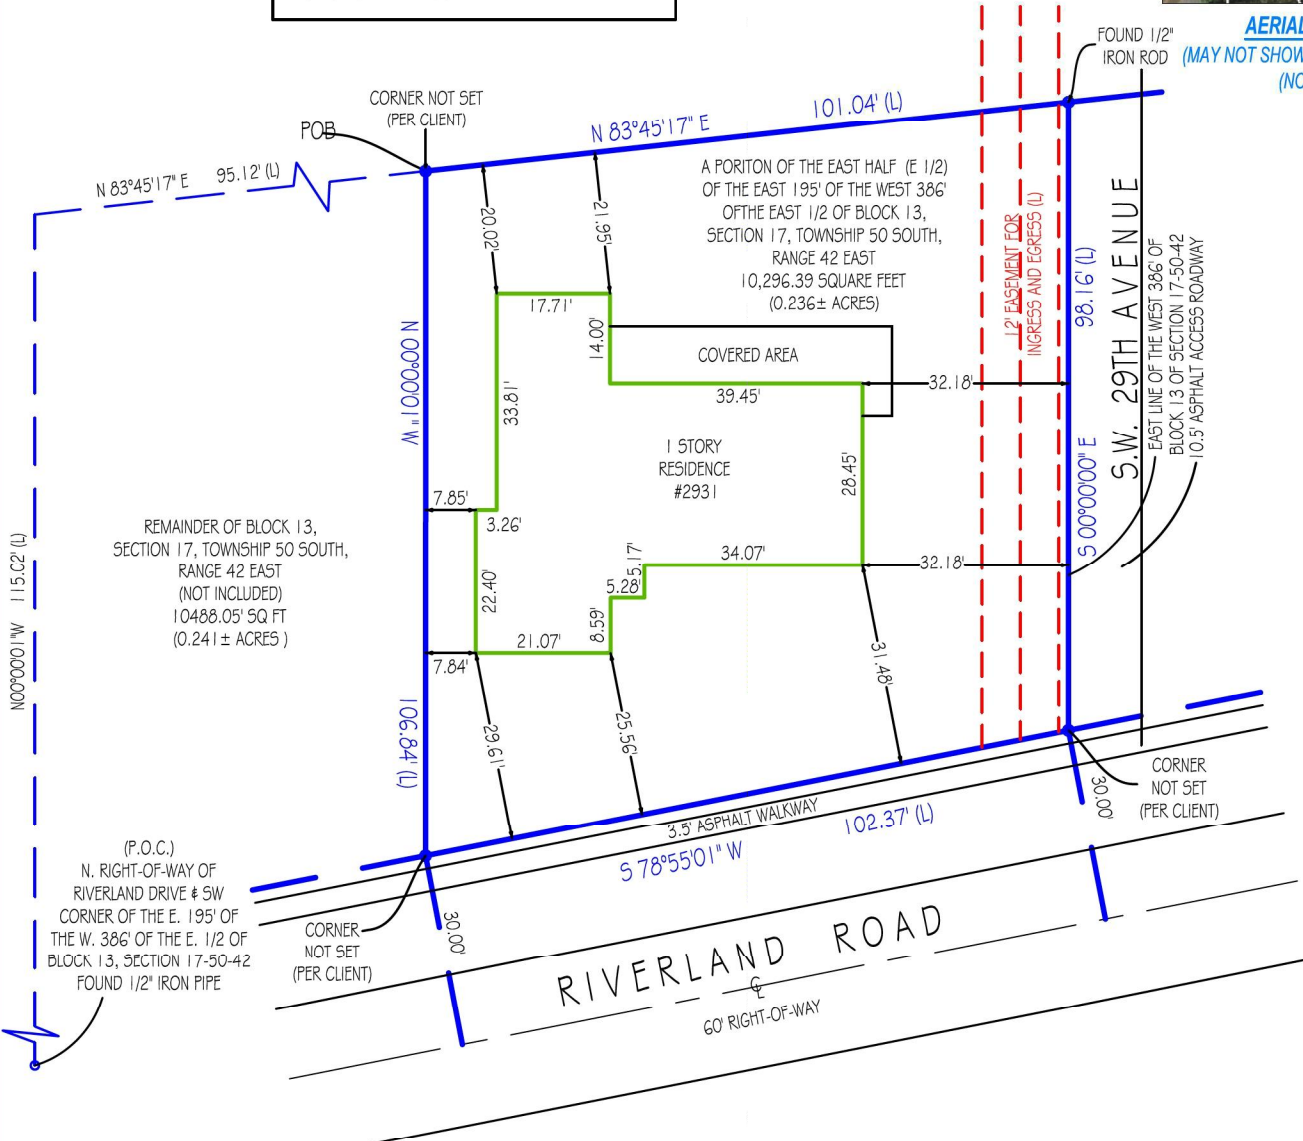 AERIAL
(MAY NOT SHOW
(NO
FOUND 1/2"
IRON ROD
CORNER NOT SET
(PER CLIENT)
POB
N 83°45'17" E 95.12' (L)
N 83°45'17" E
101.04' (L)
A PORITON OF THE EAST HALF (E 1/2)
OF THE EAST 195' OF THE WEST 386'
OFTHE EAST 1/2 OF BLOCK 13,
SECTION 17, TOWNSHIP 50 SOUTH,
RANGE 42 EAST
10,296.39 SQUARE FEET
(0.236± ACRES)
20.02'
21.95'
12' EASEMENT FOR
INGRESS AND EGRESS (L)
98.16' (L)
S 00°00'00" E
S.W. 29TH AVENUE
EAST LINE OF THE WEST 386' OF
BLOCK 13 OF SECTION 17-50-42
10.5' ASPHALT ACCESS ROADWAY
N 00°00'01" W
106.84' (L)
17.71'
14.00'
COVERED AREA
33.81'
39.45'
32.18'
1 STORY
RESIDENCE
#2931
28.45'
7.85'
3.26'
22.40'
5.17'
34.07'
32.18'
5.28'
8.59'
21.07'
7.84'
31.48'
29.61'
25.56'
REMAINDER OF BLOCK 13,
SECTION 17, TOWNSHIP 50 SOUTH,
RANGE 42 EAST
(NOT INCLUDED)
10488.05' SQ FT
(0.241± ACRES )
N00°00'01"W 115.02' (L)
CORNER
NOT SET
(PER CLIENT)
30.00'
3.5' ASPHALT WALKWAY
102.37' (L)
S 78°55'01" W
(P.O.C.)
N. RIGHT-OF-WAY OF
RIVERLAND DRIVE & SW
CORNER OF THE E. 195' OF
THE W. 386' OF THE E. 1/2 OF
BLOCK 13, SECTION 17-50-42
FOUND 1/2" IRON PIPE
CORNER
NOT SET
(PER CLIENT)
30.00'
RIVERLAND ROAD
CL
60' RIGHT-OF-WAY